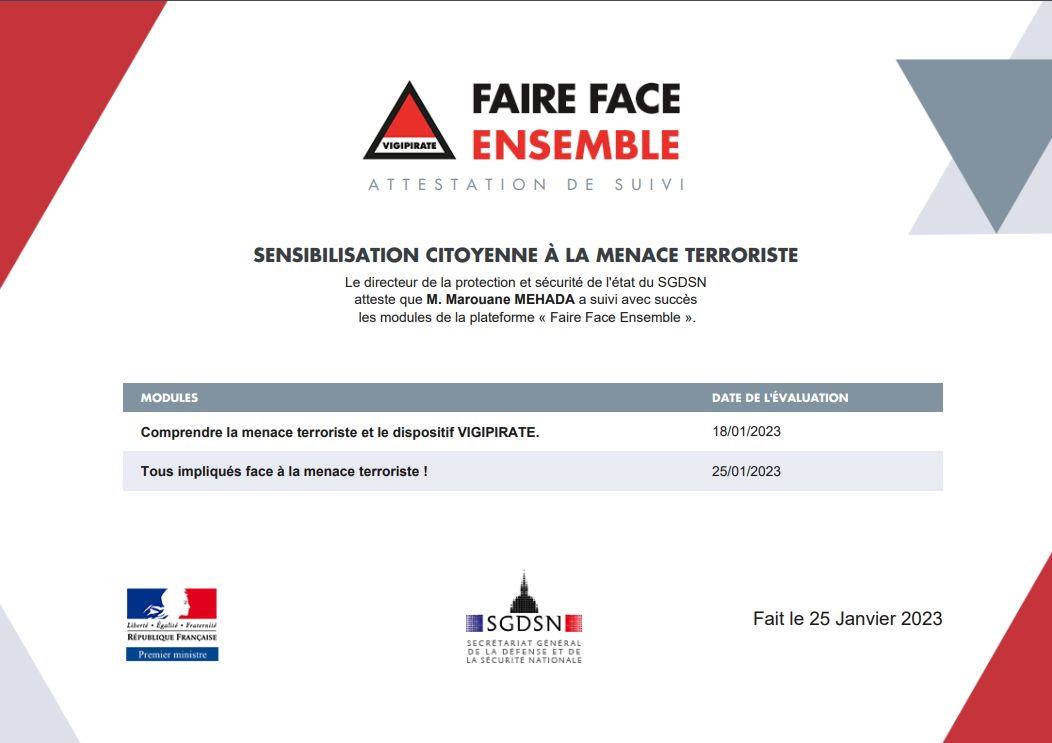 FAIRE FACE
ENSEMBLE
VIGIPIRATE
ATTESTATION DE SUIVI
SENSIBILISATION CITOYENNE À LA MENACE TERRORISTE
Le directeur de la protection et sécurité de l'état du SGDSN
atteste que M. Marouane MEHADA a suivi avec succès
les modules de la plateforme « Faire Face Ensemble ».
MODULES DATE DE L'ÉVALUATION
Comprendre la menace terroriste et le dispositif VIGIPIRATE. 18/01/2023
Tous impliqués face à la menace terroriste ! 25/01/2023
Liberté • Égalité • Fraternité
RÉPUBLIQUE FRANÇAISE
Premier ministre
SGDSN
SECRÉTARIAT GÉNÉRAL
DE LA DÉFENSE ET DE
LA SÉCURITÉ NATIONALE
Fait le 25 Janvier 2023